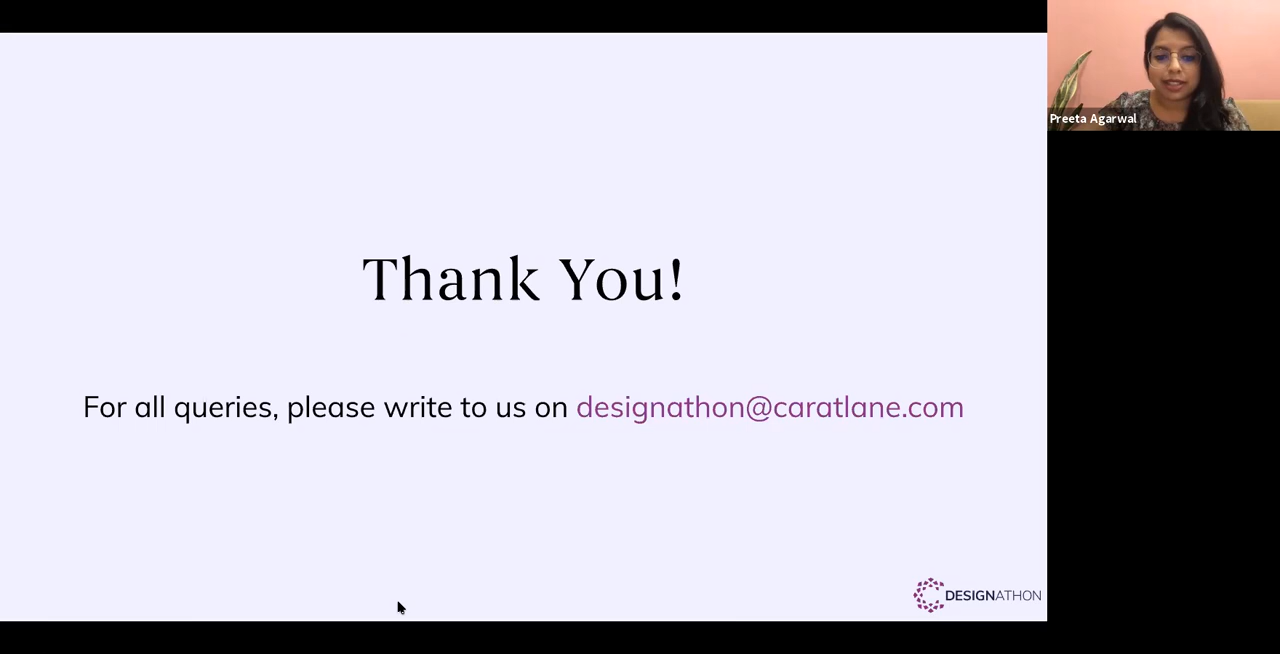 Preeta Agarwal
Thank You!
For all queries, please write to us on designathon@caratlane.com
DESIGNATHON